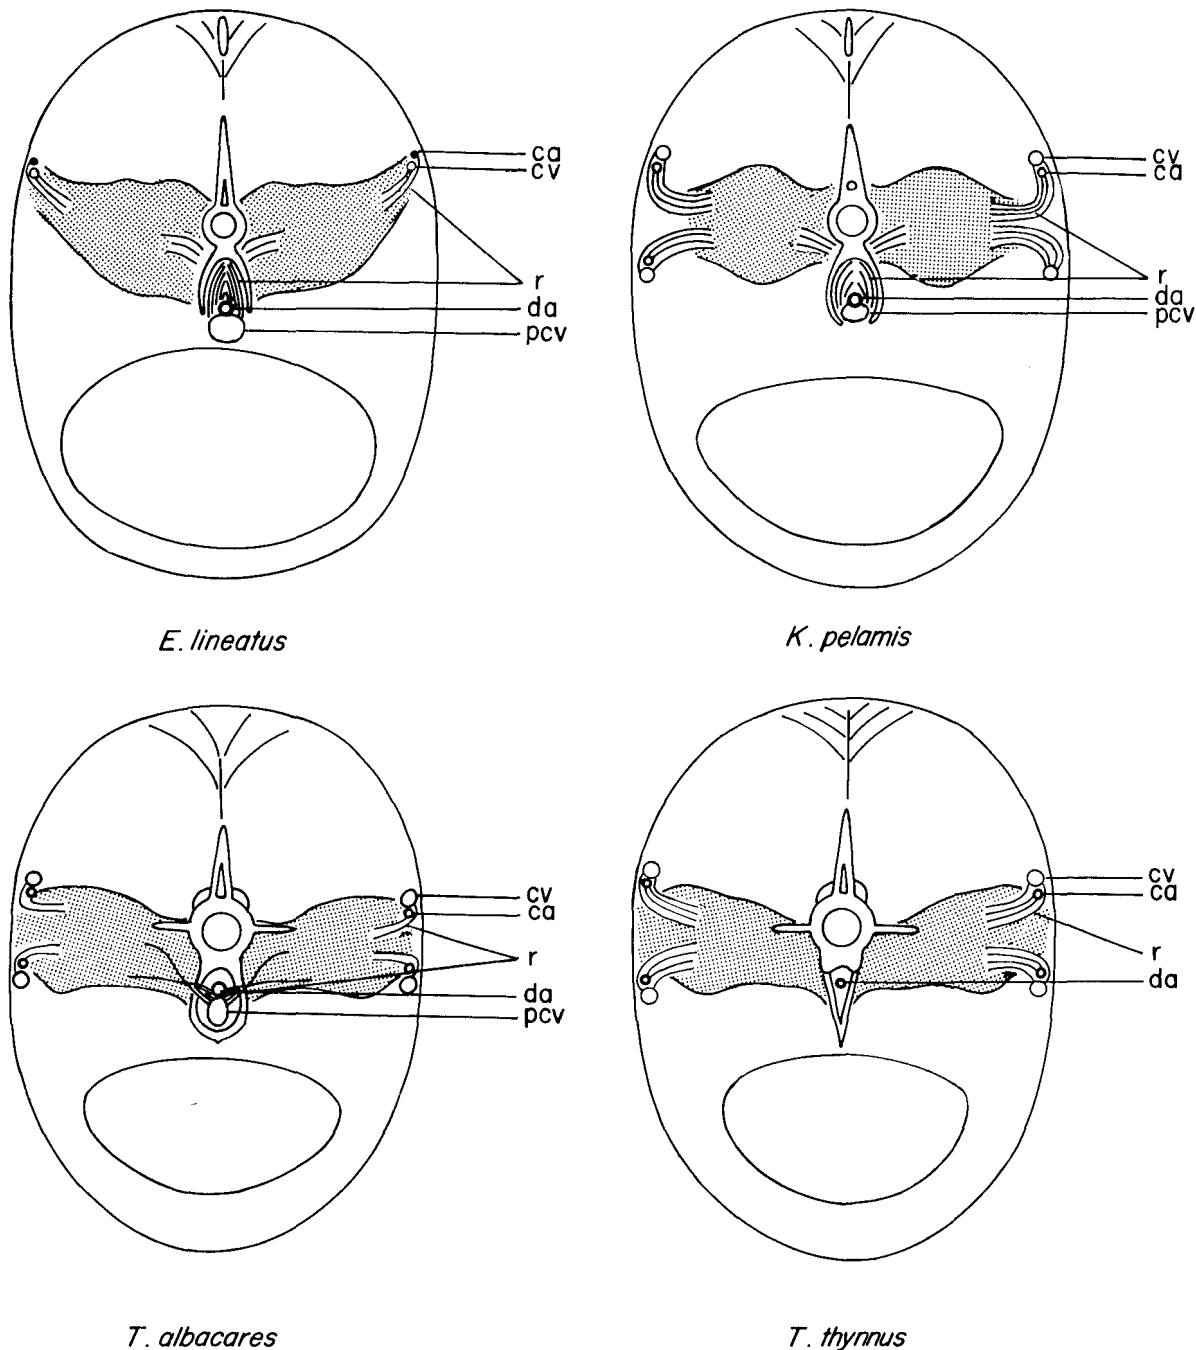 ca
cv
r
da
pcv
E. lineatus
cv
ca
r
da
pcv
K. pelamis
cv
ca
r
da
pcv
T. albacares
cv
ca
r
da
T. thynnus